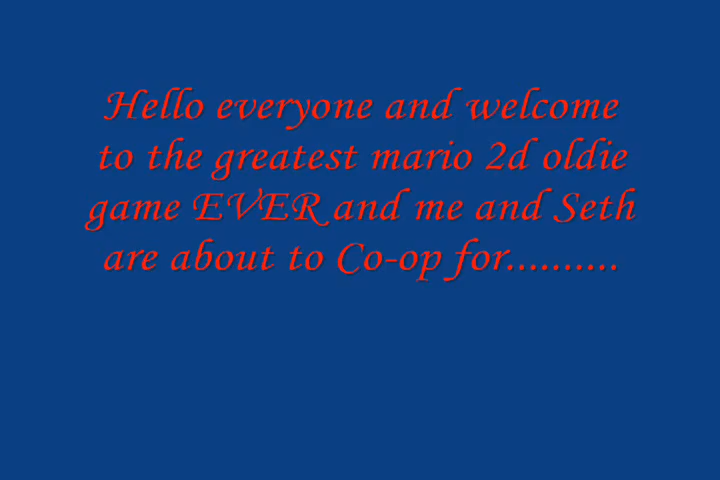 Hello everyone and welcome
to the greatest mario 2d oldie
game EVER and me and Seth
are about to Co-op for..........